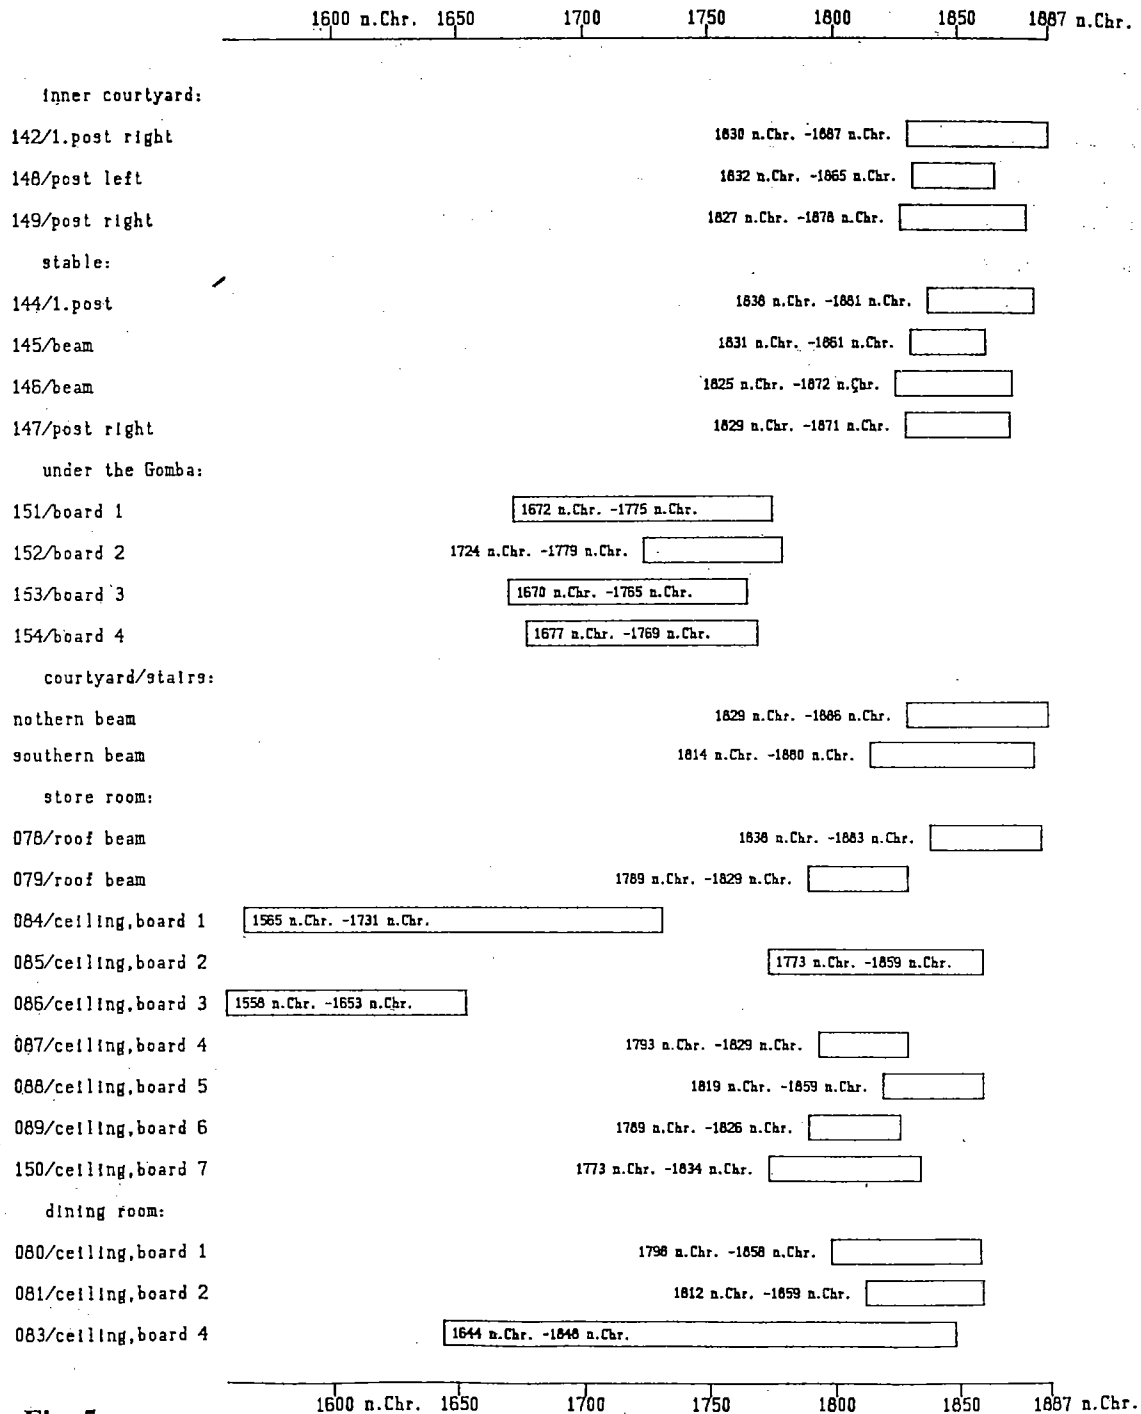 1600 n.Chr. 1650 1700 1750 1800 1850 1887 n.Chr.
inner courtyard:
142/1.post right 1830 n.Chr. -1887 n.Chr.
148/post left 1832 n.Chr. -1865 n.Chr.
149/post right 1827 n.Chr. -1878 n.Chr.
stable:
144/1.post 1838 n.Chr. -1881 n.Chr.
145/beam 1831 n.Chr. -1861 n.Chr.
146/beam 1825 n.Chr. -1872 n.Chr.
147/post right 1829 n.Chr. -1871 n.Chr.
under the Gomba:
151/board 1 1672 n.Chr. -1775 n.Chr.
152/board 2 1724 n.Chr. -1779 n.Chr.
153/board 3 1670 n.Chr. -1765 n.Chr.
154/board 4 1677 n.Chr. -1769 n.Chr.
courtyard/stairs:
nothern beam 1829 n.Chr. -1886 n.Chr.
southern beam 1814 n.Chr. -1880 n.Chr.
store room:
078/roof beam 1838 n.Chr. -1883 n.Chr.
079/roof beam 1789 n.Chr. -1829 n.Chr.
084/ceiling,board 1 1565 n.Chr. -1731 n.Chr.
085/ceiling,board 2 1773 n.Chr. -1859 n.Chr.
086/ceiling,board 3 1558 n.Chr. -1653 n.Chr.
087/ceiling,board 4 1793 n.Chr. -1829 n.Chr.
088/ceiling,board 5 1819 n.Chr. -1859 n.Chr.
089/ceiling,board 6 1789 n.Chr. -1826 n.Chr.
150/ceiling,board 7 1773 n.Chr. -1834 n.Chr.
dining room:
080/ceiling,board 1 1798 n.Chr. -1858 n.Chr.
081/ceiling,board 2 1812 n.Chr. -1859 n.Chr.
083/ceiling,board 4 1644 n.Chr. -1848 n.Chr.
1600 n.Chr. 1650 1700 1750 1800 1850 1887 n.Chr.